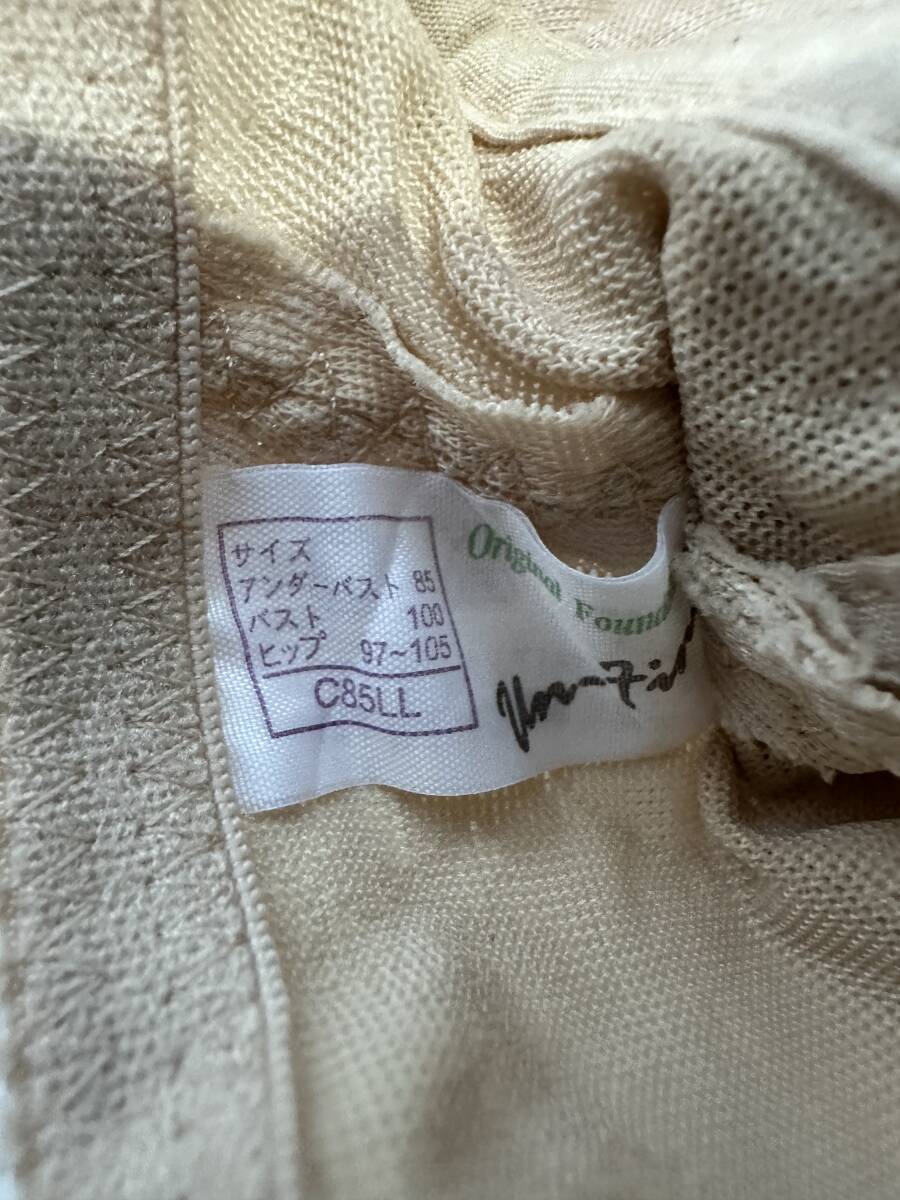 サイズ
アンダーバスト 85
バスト 100
ヒップ 97~105
C85LL
Original